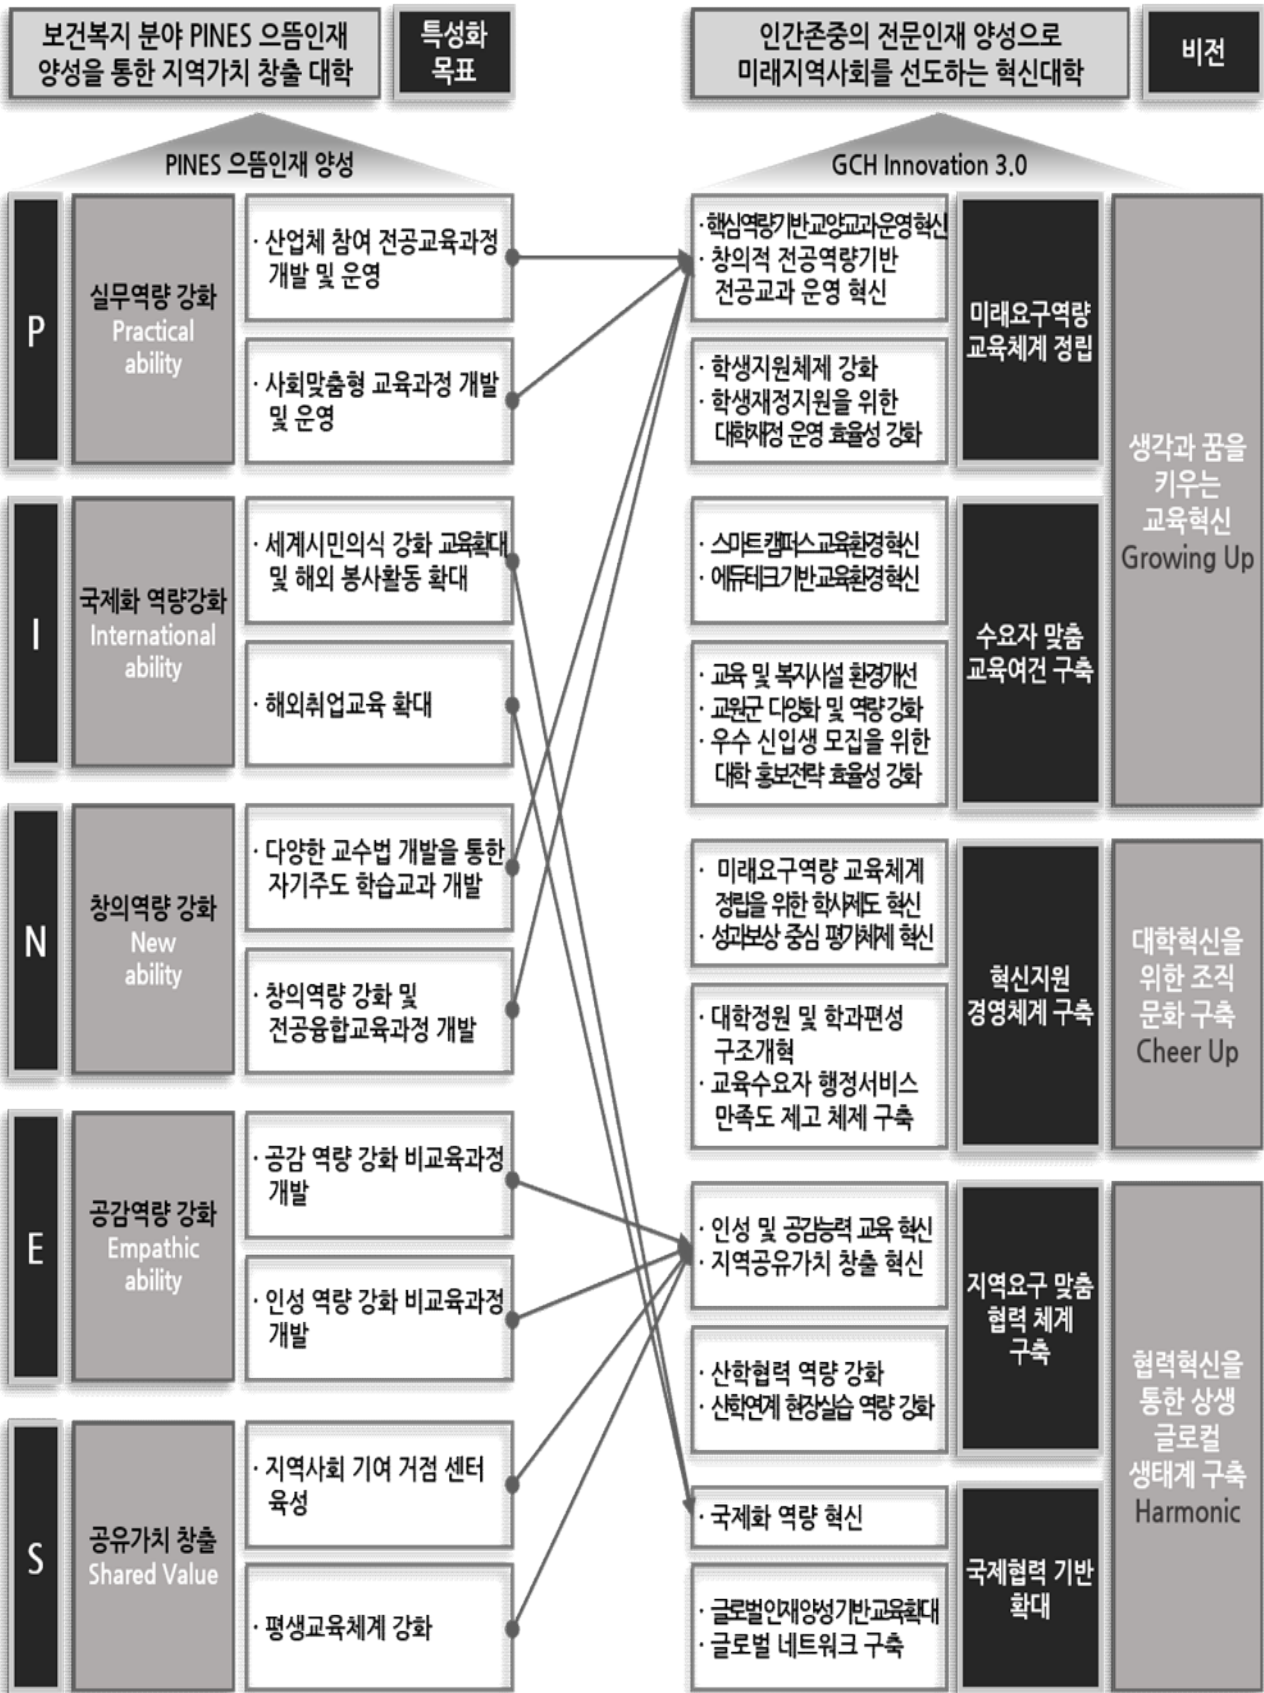 보건복지 분야 PINES 으뜸인재
양성을 통한 지역가치 창출 대학
특성화
목표
PINES 으뜸인재 양성
P
실무역량 강화
Practical
ability
· 산업체 참여 전공교육과정
개발 및 운영
· 사회맞춤형 교육과정 개발
및 운영
I
국제화 역량강화
International
ability
· 세계시민의식 강화 교육확대
및 해외 봉사활동 확대
· 해외취업교육 확대
N
창의역량 강화
New
ability
· 다양한 교수법 개발을 통한
자기주도 학습교과 개발
· 창의역량 강화 및
전공융합교육과정 개발
E
공감역량 강화
Empathic
ability
· 공감 역량 강화 비교육과정
개발
· 인성 역량 강화 비교육과정
개발
S
공유가치 창출
Shared Value
· 지역사회 기여 거점 센터
육성
· 평생교육체계 강화
인간존중의 전문인재 양성으로
미래지역사회를 선도하는 혁신대학
비전
GCH Innovation 3.0
· 핵심역량기반교양교과운영혁신
· 창의적 전공역량기반
전공교과 운영 혁신
· 학생지원체제 강화
· 학생재정지원을 위한
대학재정 운영 효율성 강화
미래요구역량
교육체계 정립
· 스마트캠퍼스교육환경혁신
· 에듀테크기반교육환경혁신
· 교육 및 복지시설 환경개선
· 교원군 다양화 및 역량 강화
· 우수 신입생 모집을 위한
대학 홍보전략 효율성 강화
수요자 맞춤
교육여건 구축
생각과 꿈을
키우는
교육혁신
Growing Up
· 미래요구역량 교육체계
정립을 위한 학사제도 혁신
· 성과보상 중심 평가체제 혁신
· 대학정원 및 학과편성
구조개혁
· 교육수요자 행정서비스
만족도 제고 체제 구축
혁신지원
경영체계 구축
대학혁신을
위한 조직
문화 구축
Cheer Up
· 인성 및 공감능력 교육 혁신
· 지역공유가치 창출 혁신
· 산학협력 역량 강화
· 산학연계 현장실습 역량 강화
지역요구 맞춤
협력 체계
구축
· 국제화 역량 혁신
· 글로벌인재양성기반교육확대
· 글로벌 네트워크 구축
국제협력 기반
확대
협력혁신을
통한 상생
글로컬
생태계 구축
Harmonic